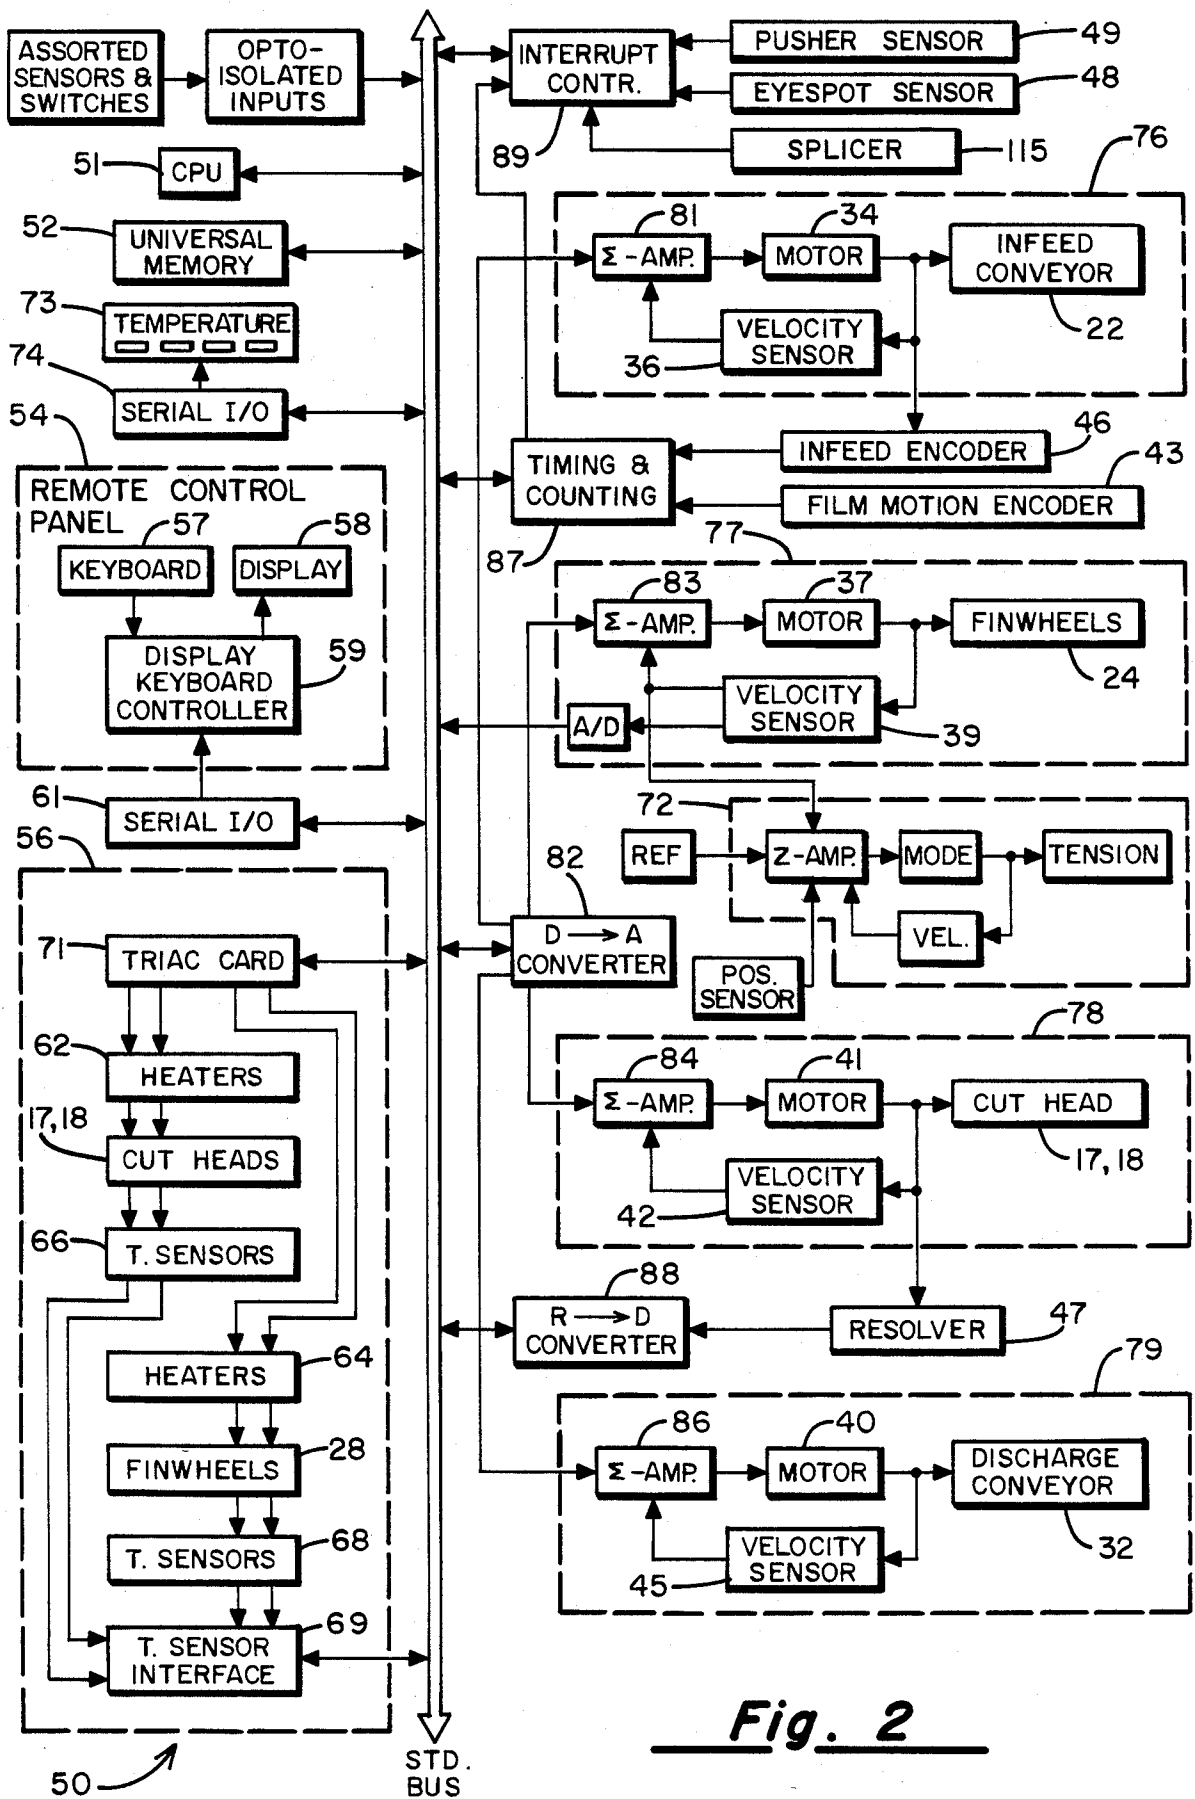 ASSORTED
SENSORS &
SWITCHES
OPTO-
ISOLATED
INPUTS
51
CPU
52
UNIVERSAL
MEMORY
73
TEMPERATURE
74
SERIAL I/O
54
REMOTE CONTROL
PANEL
57
58
KEYBOARD
DISPLAY
DISPLAY
KEYBOARD
CONTROLLER
59
61
SERIAL I/O
56
71
TRIAC CARD
62
HEATERS
17, 18
CUT HEADS
66
T. SENSORS
HEATERS
64
FINWHEELS
28
T. SENSORS
68
69
T. SENSOR
INTERFACE
50
STD.
BUS
INTERRUPT
CONTR.
89
PUSHER SENSOR
49
EYESPOT SENSOR
48
SPLICER
115
76
81
Σ-AMP.
34
MOTOR
INFEED
CONVEYOR
22
VELOCITY
SENSOR
36
TIMING &
COUNTING
87
INFEED ENCODER
46
FILM MOTION ENCODER
43
77
83
Σ-AMP.
37
MOTOR
FINWHEELS
24
VELOCITY
SENSOR
39
A/D
72
REF
Z-AMP.
MODE
TENSION
VEL.
POS.
SENSOR
82
D → A
CONVERTER
78
84
Σ-AMP.
41
MOTOR
CUT HEAD
17, 18
VELOCITY
SENSOR
42
88
R → D
CONVERTER
RESOLVER
47
79
86
Σ-AMP.
40
MOTOR
DISCHARGE
CONVEYOR
32
VELOCITY
SENSOR
45
Fig. 2